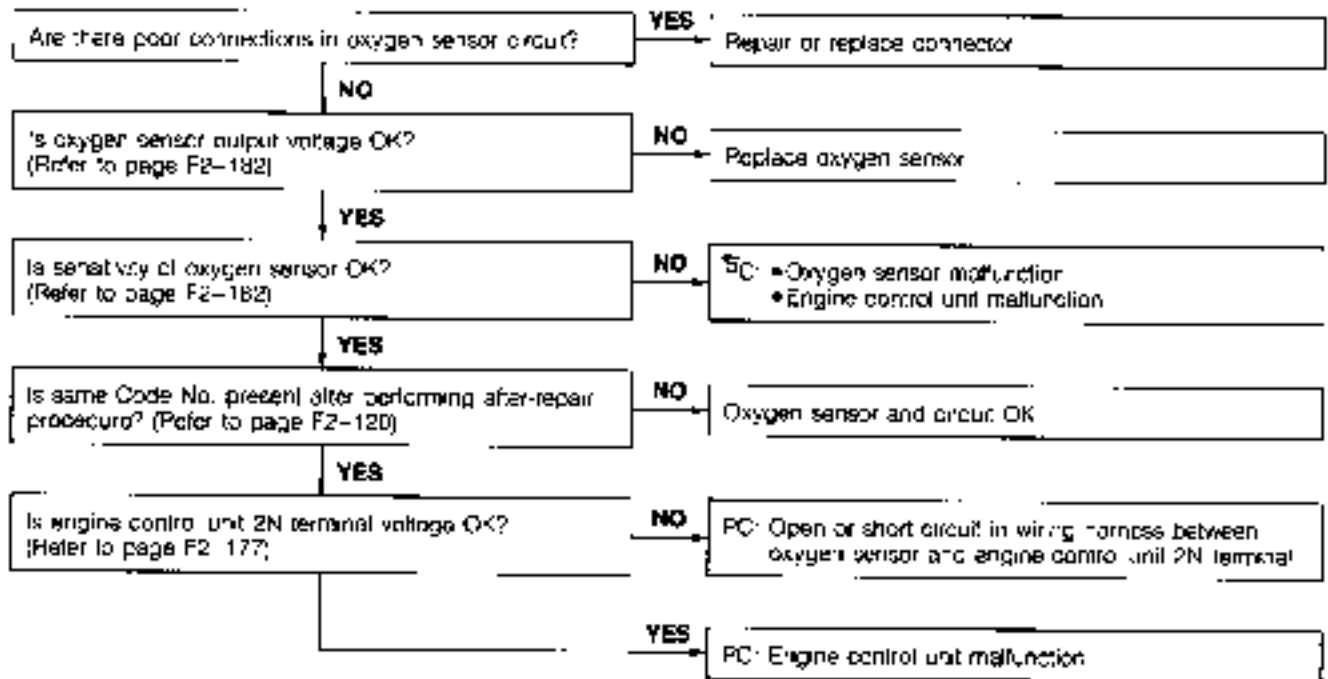 Are there poor connections in oxygen sensor circuit?
YES
Repair or replace connector
NO
Is oxygen sensor output voltage OK?
(Refer to page F2–182)
NO
Replace oxygen sensor
YES
Is sensitivity of oxygen sensor OK?
(Refer to page F2–182)
NO
PC: • Oxygen sensor malfunction
• Engine control unit malfunction
YES
Is same Code No. present after performing after-repair
procedure? (Refer to page F2–120)
NO
Oxygen sensor and circuit OK
YES
Is engine control unit 2N terminal voltage OK?
(Refer to page F2–177)
NO
PC: Open or short circuit in wiring harness between
oxygen sensor and engine control unit 2N terminal
YES
PC: Engine control unit malfunction